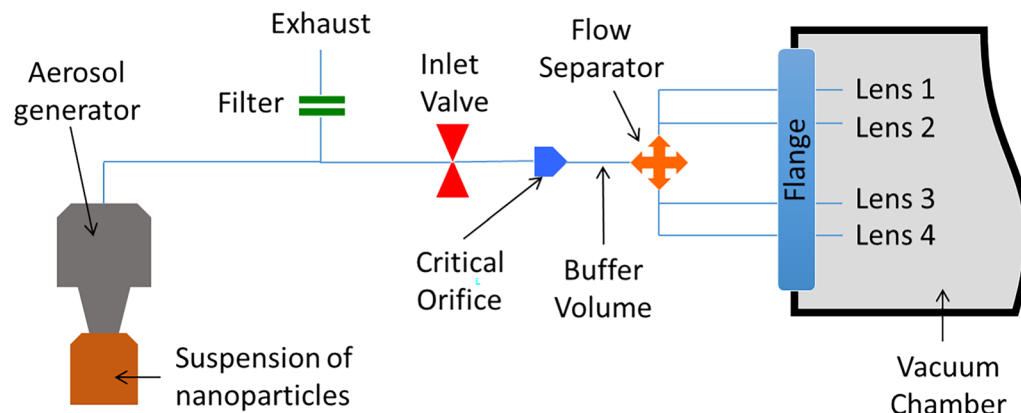 Exhaust
Aerosol
generator
Filter
Inlet
Valve
Flow
Separator
Flange
Lens 1
Lens 2
Lens 3
Lens 4
Critical
Orifice
Buffer
Volume
Suspension of
nanoparticles
Vacuum
Chamber